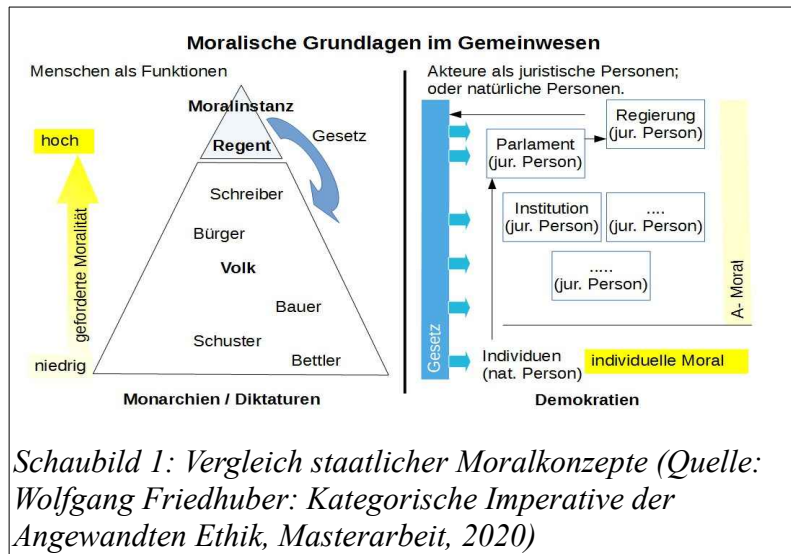 Moralische Grundlagen im Gemeinwesen
Menschen als Funktionen
Moralinstanz
Regent
Gesetz
hoch
geforderte Moralität
niedrig
Schreiber
Bürger
Volk
Bauer
Schuster
Bettler
Monarchien / Diktaturen
Akteure als juristische Personen;
oder natürliche Personen.
Regierung
(jur. Person)
Parlament
(jur. Person)
Institution
(jur. Person)
....
(jur. Person)
.....
(jur. Person)
A- Moral
Gesetz
Individuen
(nat. Person)
individuelle Moral
Demokratien
Schaubild 1: Vergleich staatlicher Moralkonzepte (Quelle:
Wolfgang Friedhuber: Kategorische Imperative der
Angewandten Ethik, Masterarbeit, 2020)